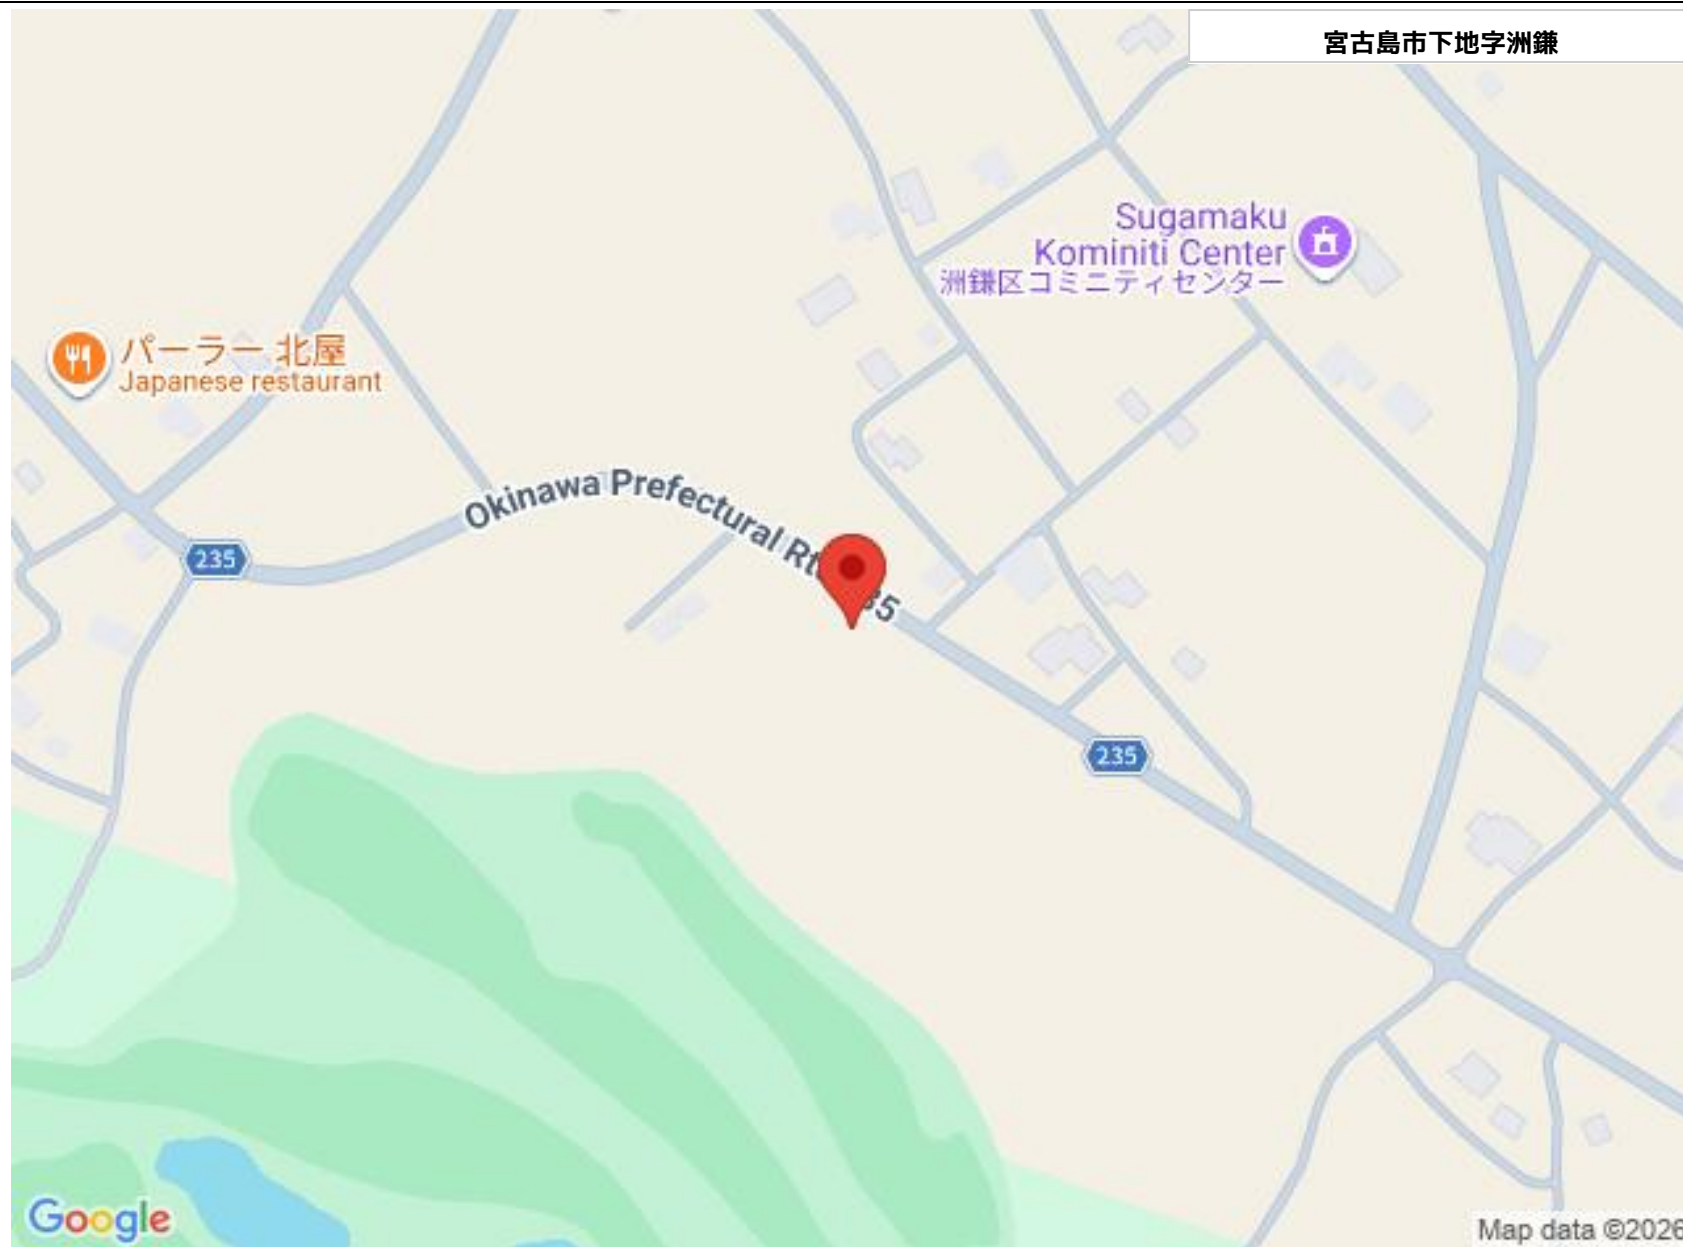 宮古島市下地字洲鎌
Sugamaku
Kominiti Center
洲鎌区コミニティセンター
パーラー 北屋
Japanese restaurant
Okinawa Prefectural Rt
35
235
235
Google
Map data ©2026